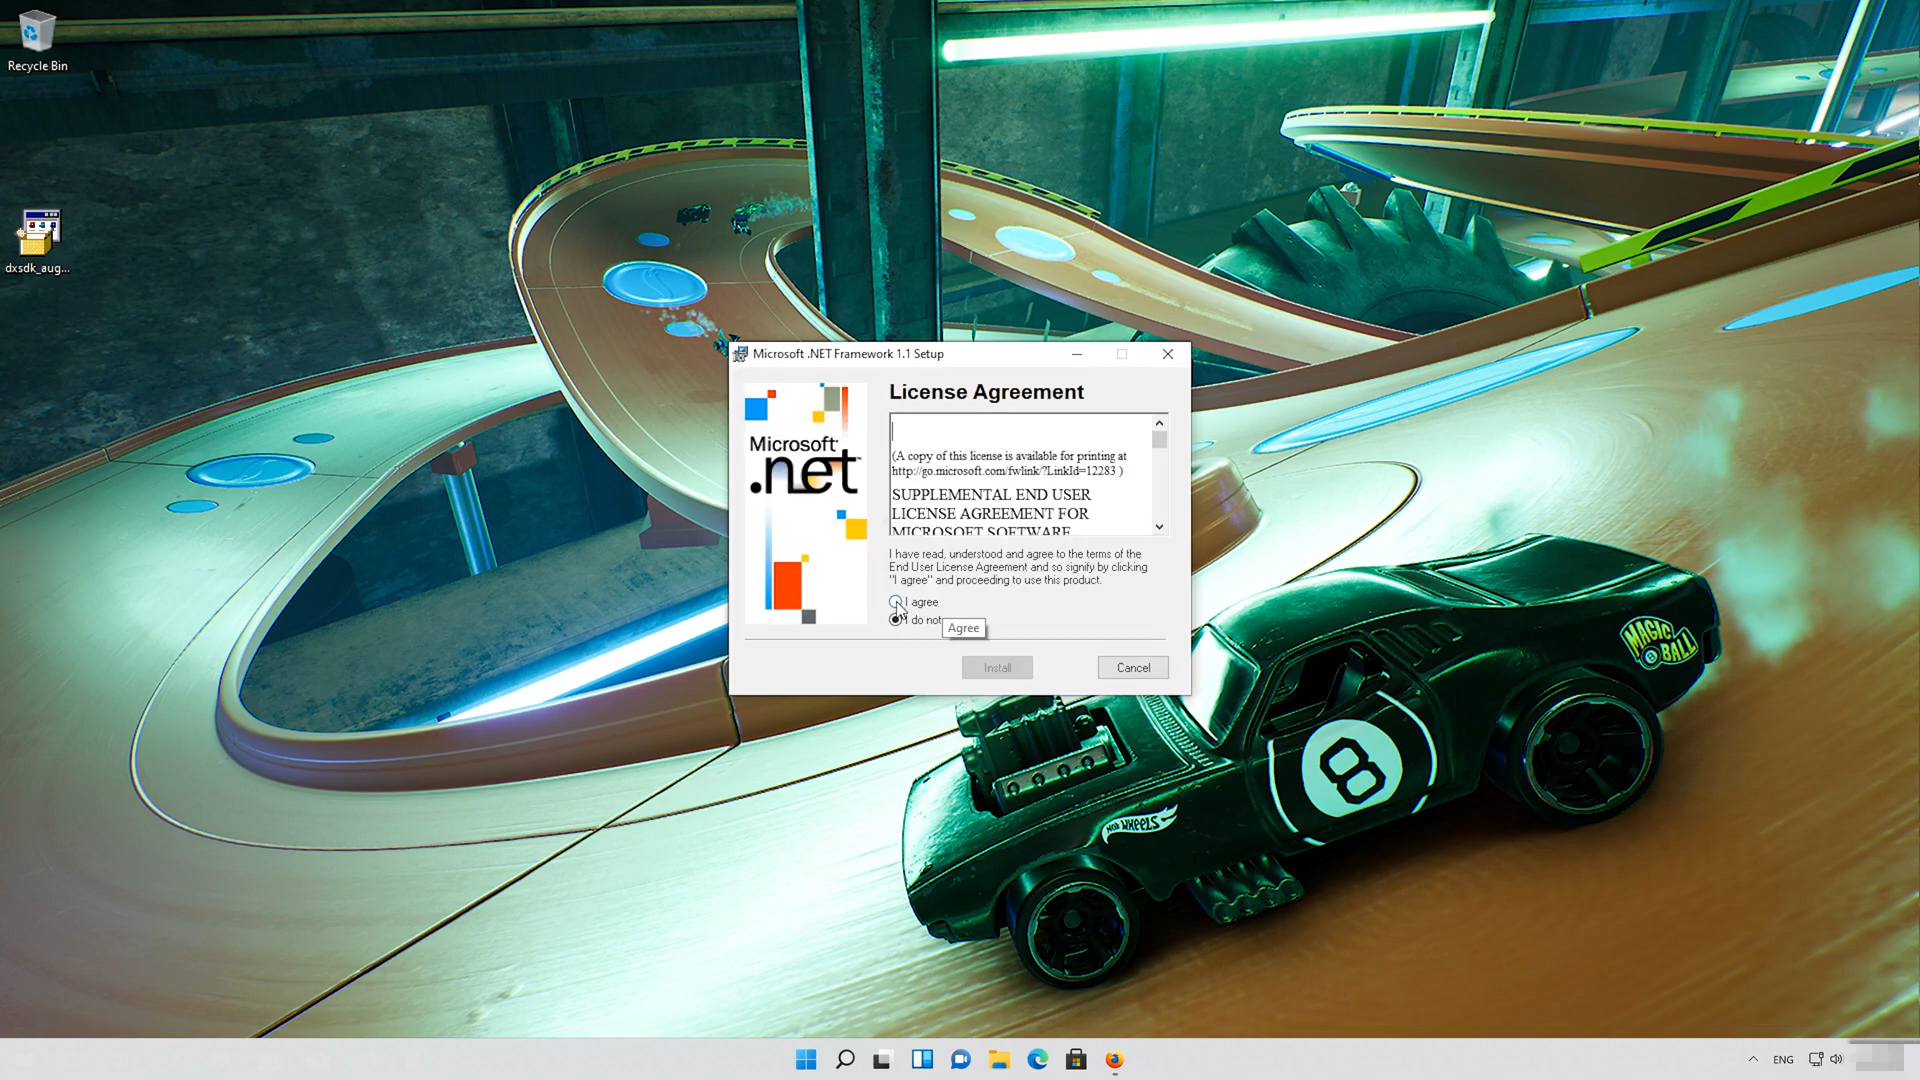 Recycle Bin
dxsdk_aug...
Microsoft .NET Framework 1.1 Setup
License Agreement
Microsoft
.net
(A copy of this license is available for printing at
http://go.microsoft.com/fwlink/?LinkId=12283 )
SUPPLEMENTAL END USER
LICENSE AGREEMENT FOR
MICROSOFT SOFTWARE
I have read, understood and agree to the terms of the
End User License Agreement and so signify by clicking
"I agree" and proceeding to use this product.
I agree
I do not
Agree
Install
Cancel
MAGIC
8 BALL
8
HOT WHEELS
ENG